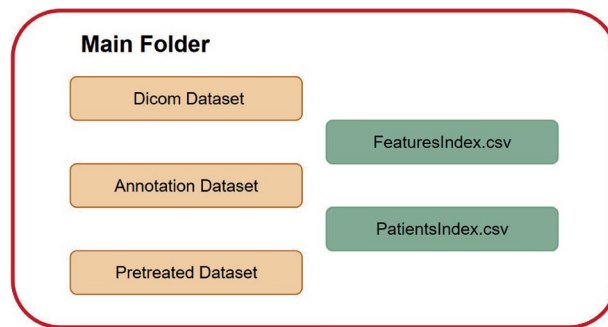 Main Folder
Dicom Dataset
FeaturesIndex.csv
Annotation Dataset
PatientsIndex.csv
Pretreated Dataset